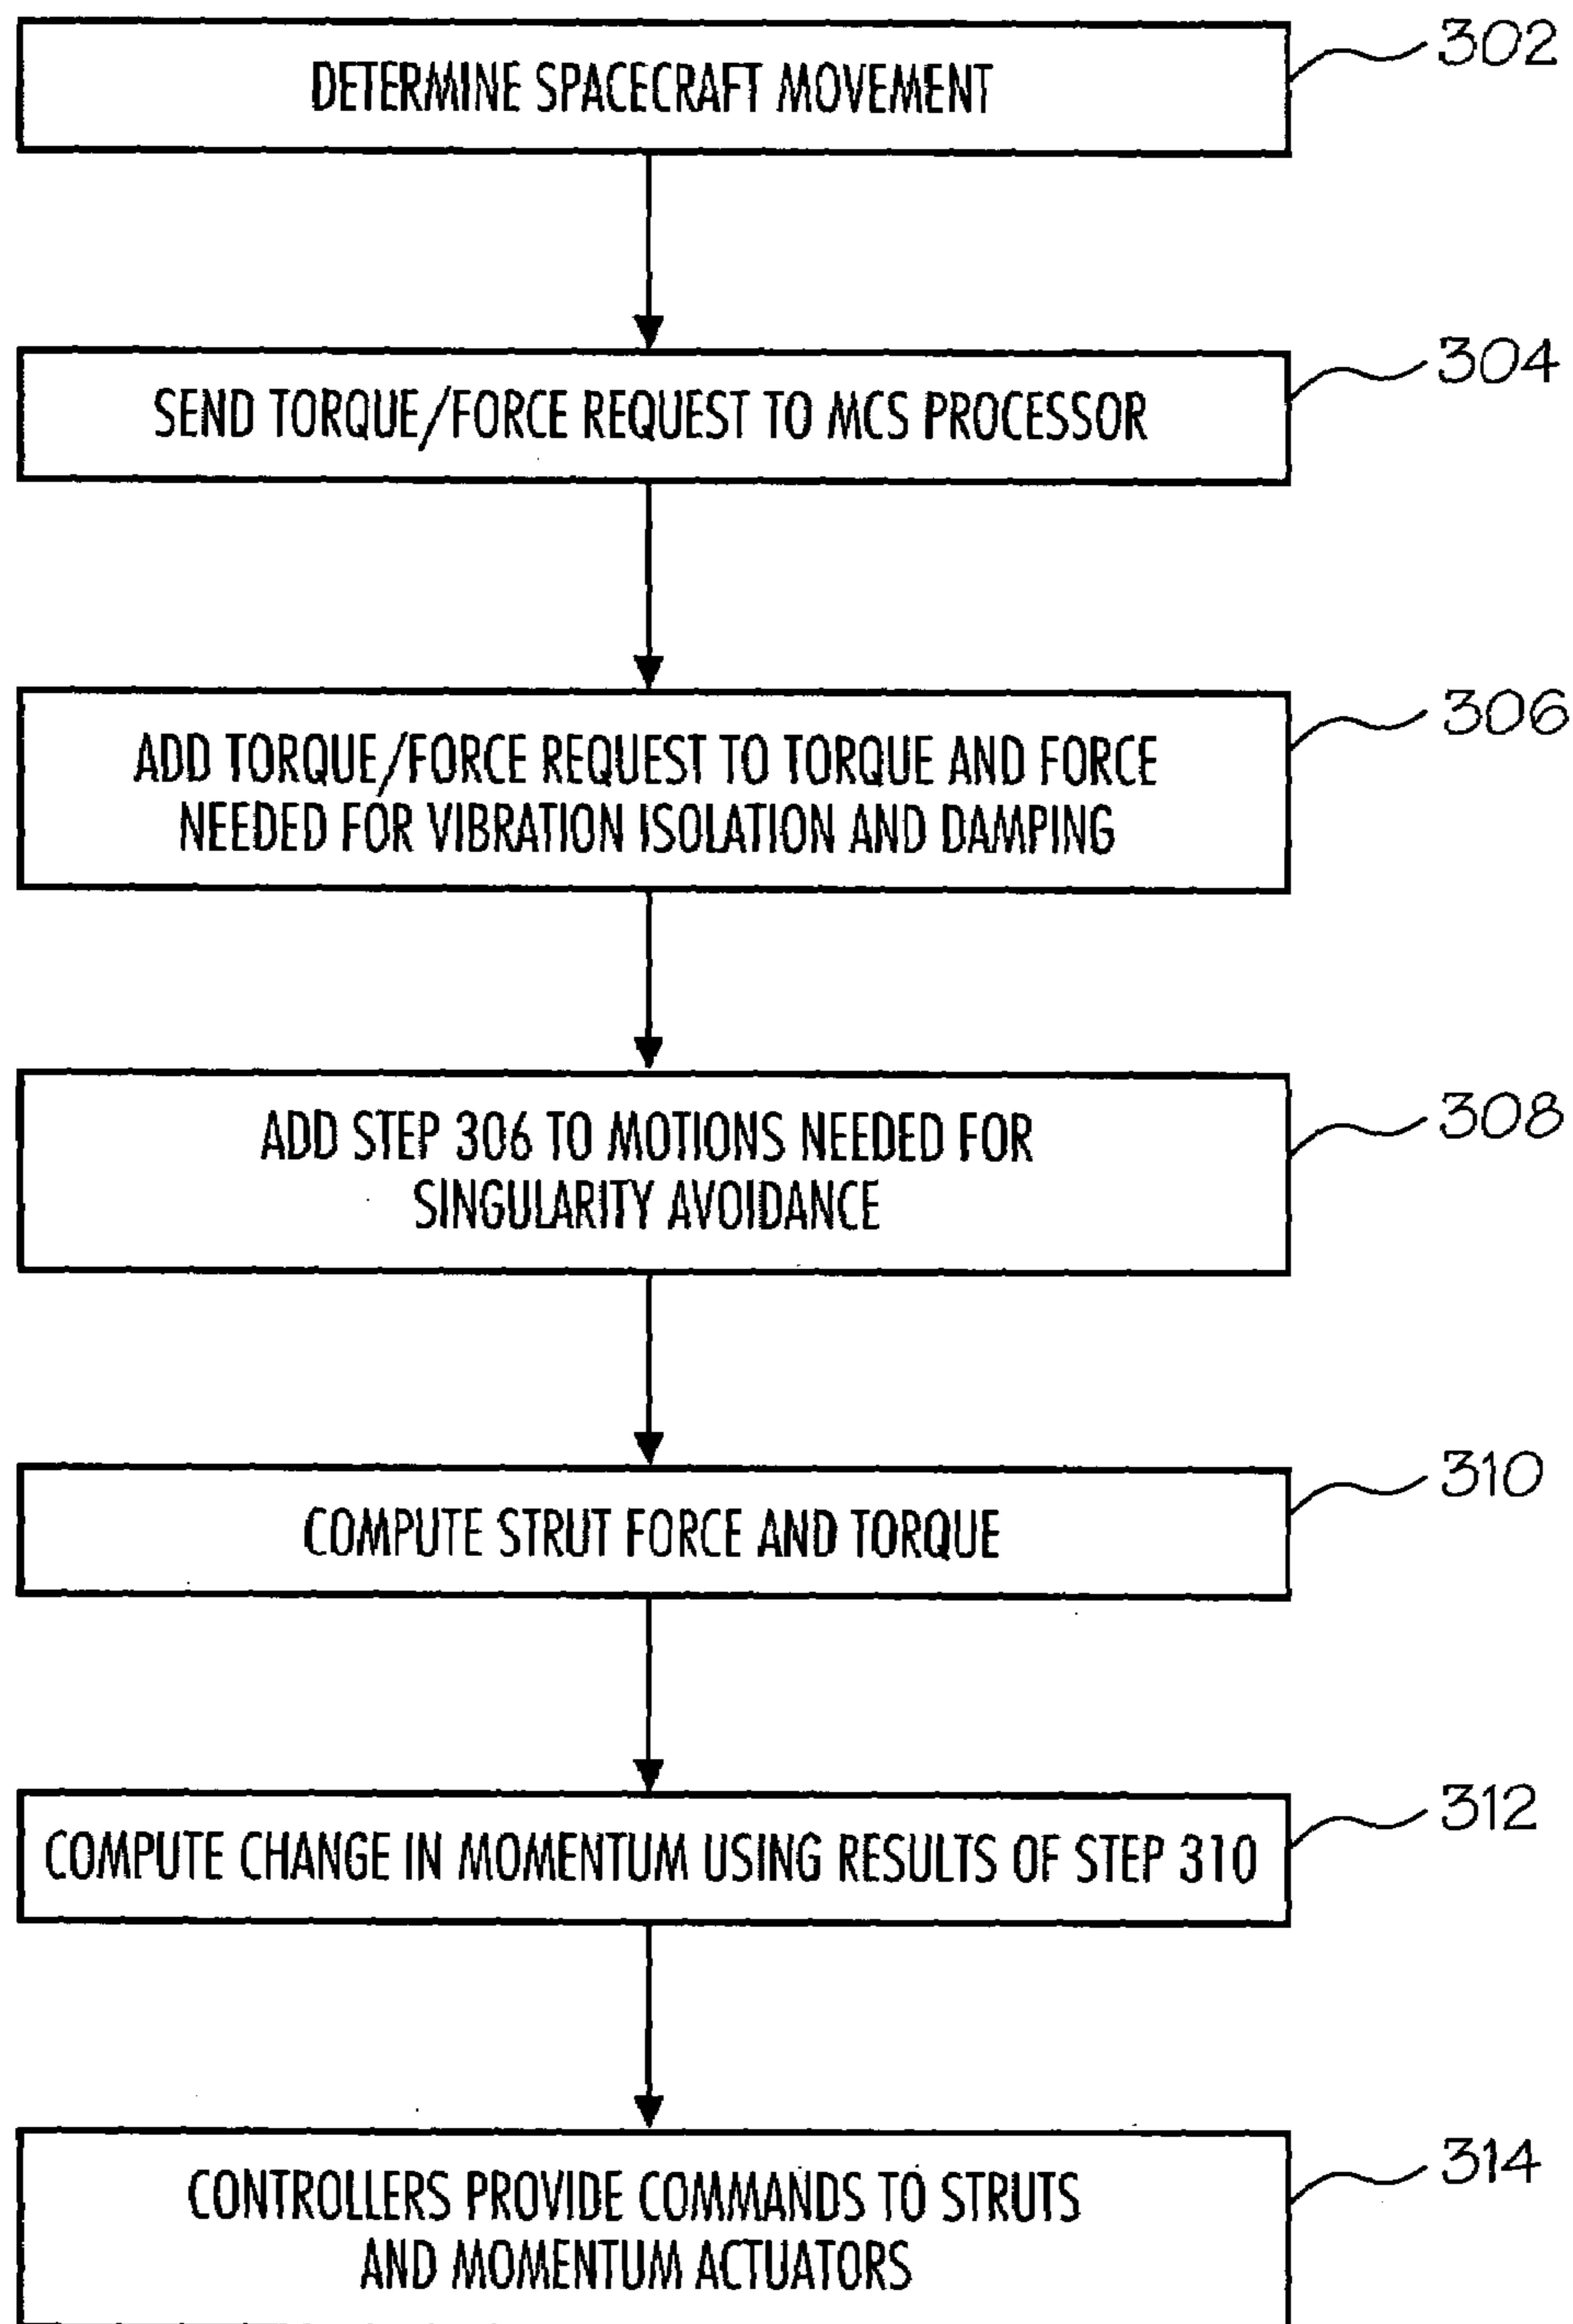 302
DETERMINE SPACECRAFT MOVEMENT
304
SEND TORQUE/FORCE REQUEST TO MCS PROCESSOR
306
ADD TORQUE/FORCE REQUEST TO TORQUE AND FORCE
NEEDED FOR VIBRATION ISOLATION AND DAMPING
308
ADD STEP 306 TO MOTIONS NEEDED FOR
SINGULARITY AVOIDANCE
310
COMPUTE STRUT FORCE AND TORQUE
312
COMPUTE CHANGE IN MOMENTUM USING RESULTS OF STEP 310
314
CONTROLLERS PROVIDE COMMANDS TO STRUTS
AND MOMENTUM ACTUATORS